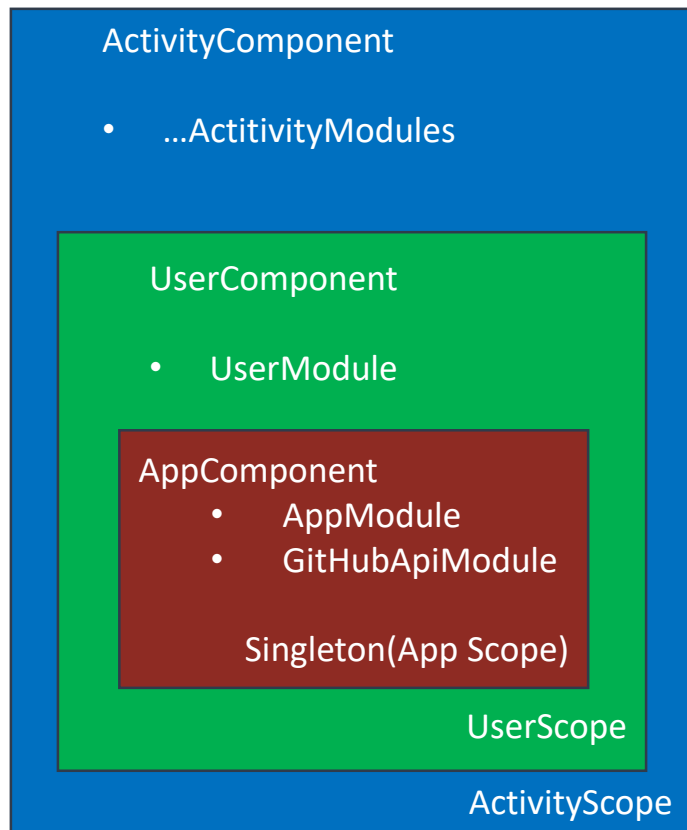 ActivityComponent
• ...ActitivityModules
UserComponent
• UserModule
AppComponent
• AppModule
• GitHubApiModule
Singleton(App Scope)
UserScope
ActivityScope